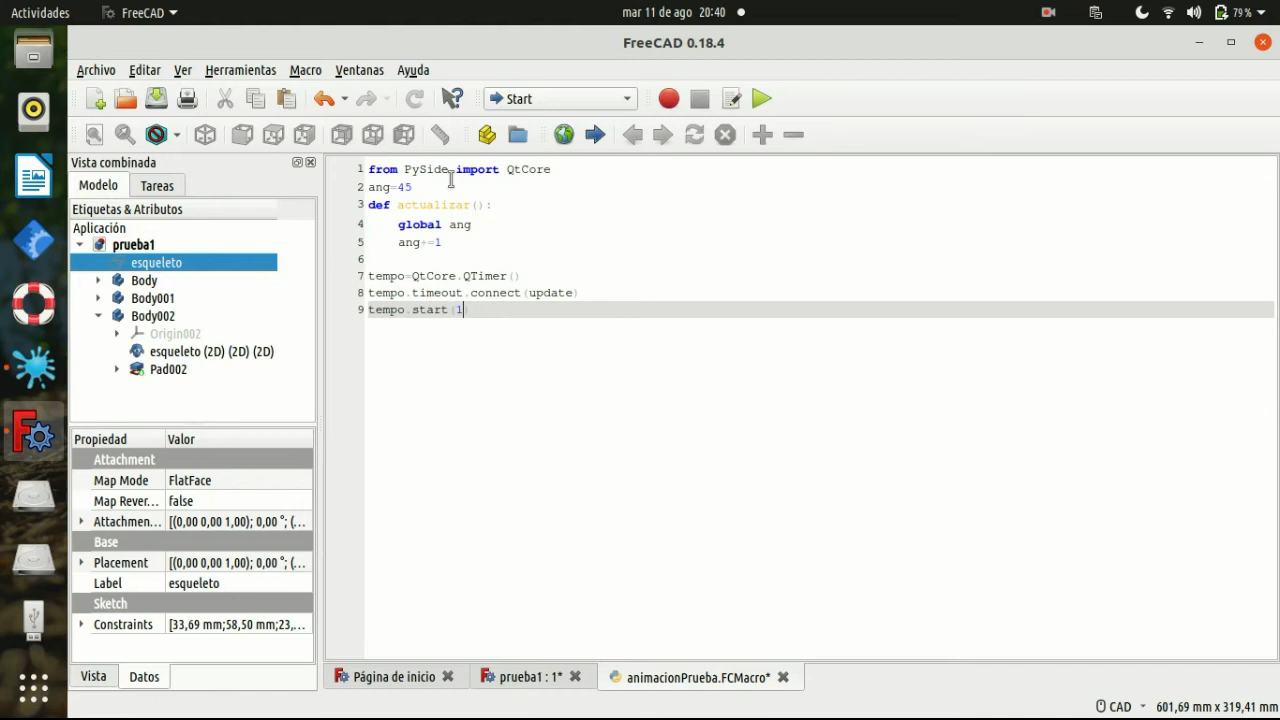 Actividades FreeCAD mar 11 de ago 20:40 79 %
FreeCAD 0.18.4
Archivo Editar Ver Herramientas Macro Ventanas Ayuda
Start
Vista combinada
Modelo Tareas
Etiquetas & Atributos
Aplicación
prueba1
esqueleto
Body
Body001
Body002
Origin002
esqueleto (2D) (2D) (2D)
Pad002
Propiedad Valor
Attachment
Map Mode FlatFace
Map Rever... false
Attachmen... [(0,00 0,00 1,00); 0,00 °; (...
Base
Placement [(0,00 0,00 1,00); 0,00 °; (...
Label esqueleto
Sketch
Constraints [33,69 mm;58,50 mm;23,...
Vista Datos
1 from PySide import QtCore
2 ang=45
3 def actualizar():
4 global ang
5 ang+=1
6
7 tempo=QtCore.QTimer()
8 tempo.timeout.connect(update)
9 tempo.start(1)
Página de inicio prueba1 : 1* animacionPrueba.FCMacro*
CAD 601,69 mm x 319,41 mm